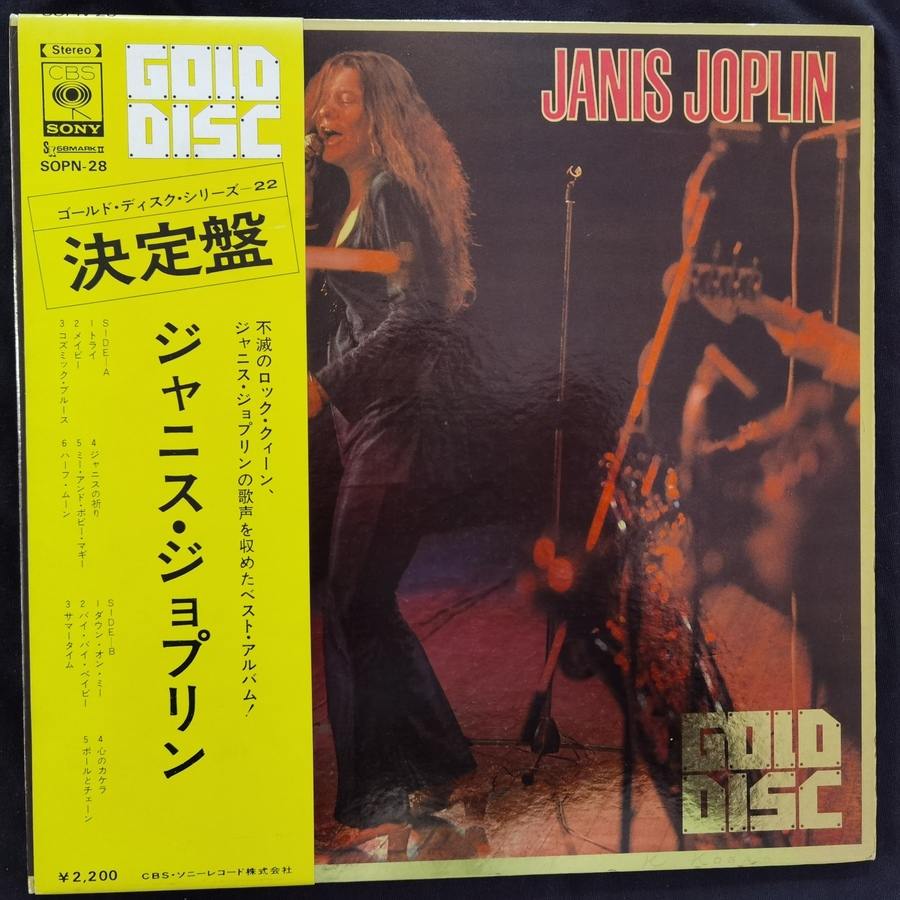 Stereo
CBS
SONY
GOLD
DISC
SOPN-28
ゴールド・ディスク・シリーズ—22
決定盤
不滅のロック・クィーン、
ジャニス・ジョプリンの歌声を収めたベスト・アルバム!
ジャニス・ジョプリン
SIDE—A
1 トライ
2 メイビー
3 コズミック・ブルース
4 ジャニスの祈り
5 ミー・アンド・ボビー・マギー
6 ハーフ・ムーン
SIDE—B
1 ダウン・オン・ミー
2 バイ・バイ・ベイビー
3 サマータイム
4 心のカケラ
5 ボールとチェーン
¥2,200
CBS・ソニーレコード株式会社
JANIS JOPLIN
GOLD
DISC